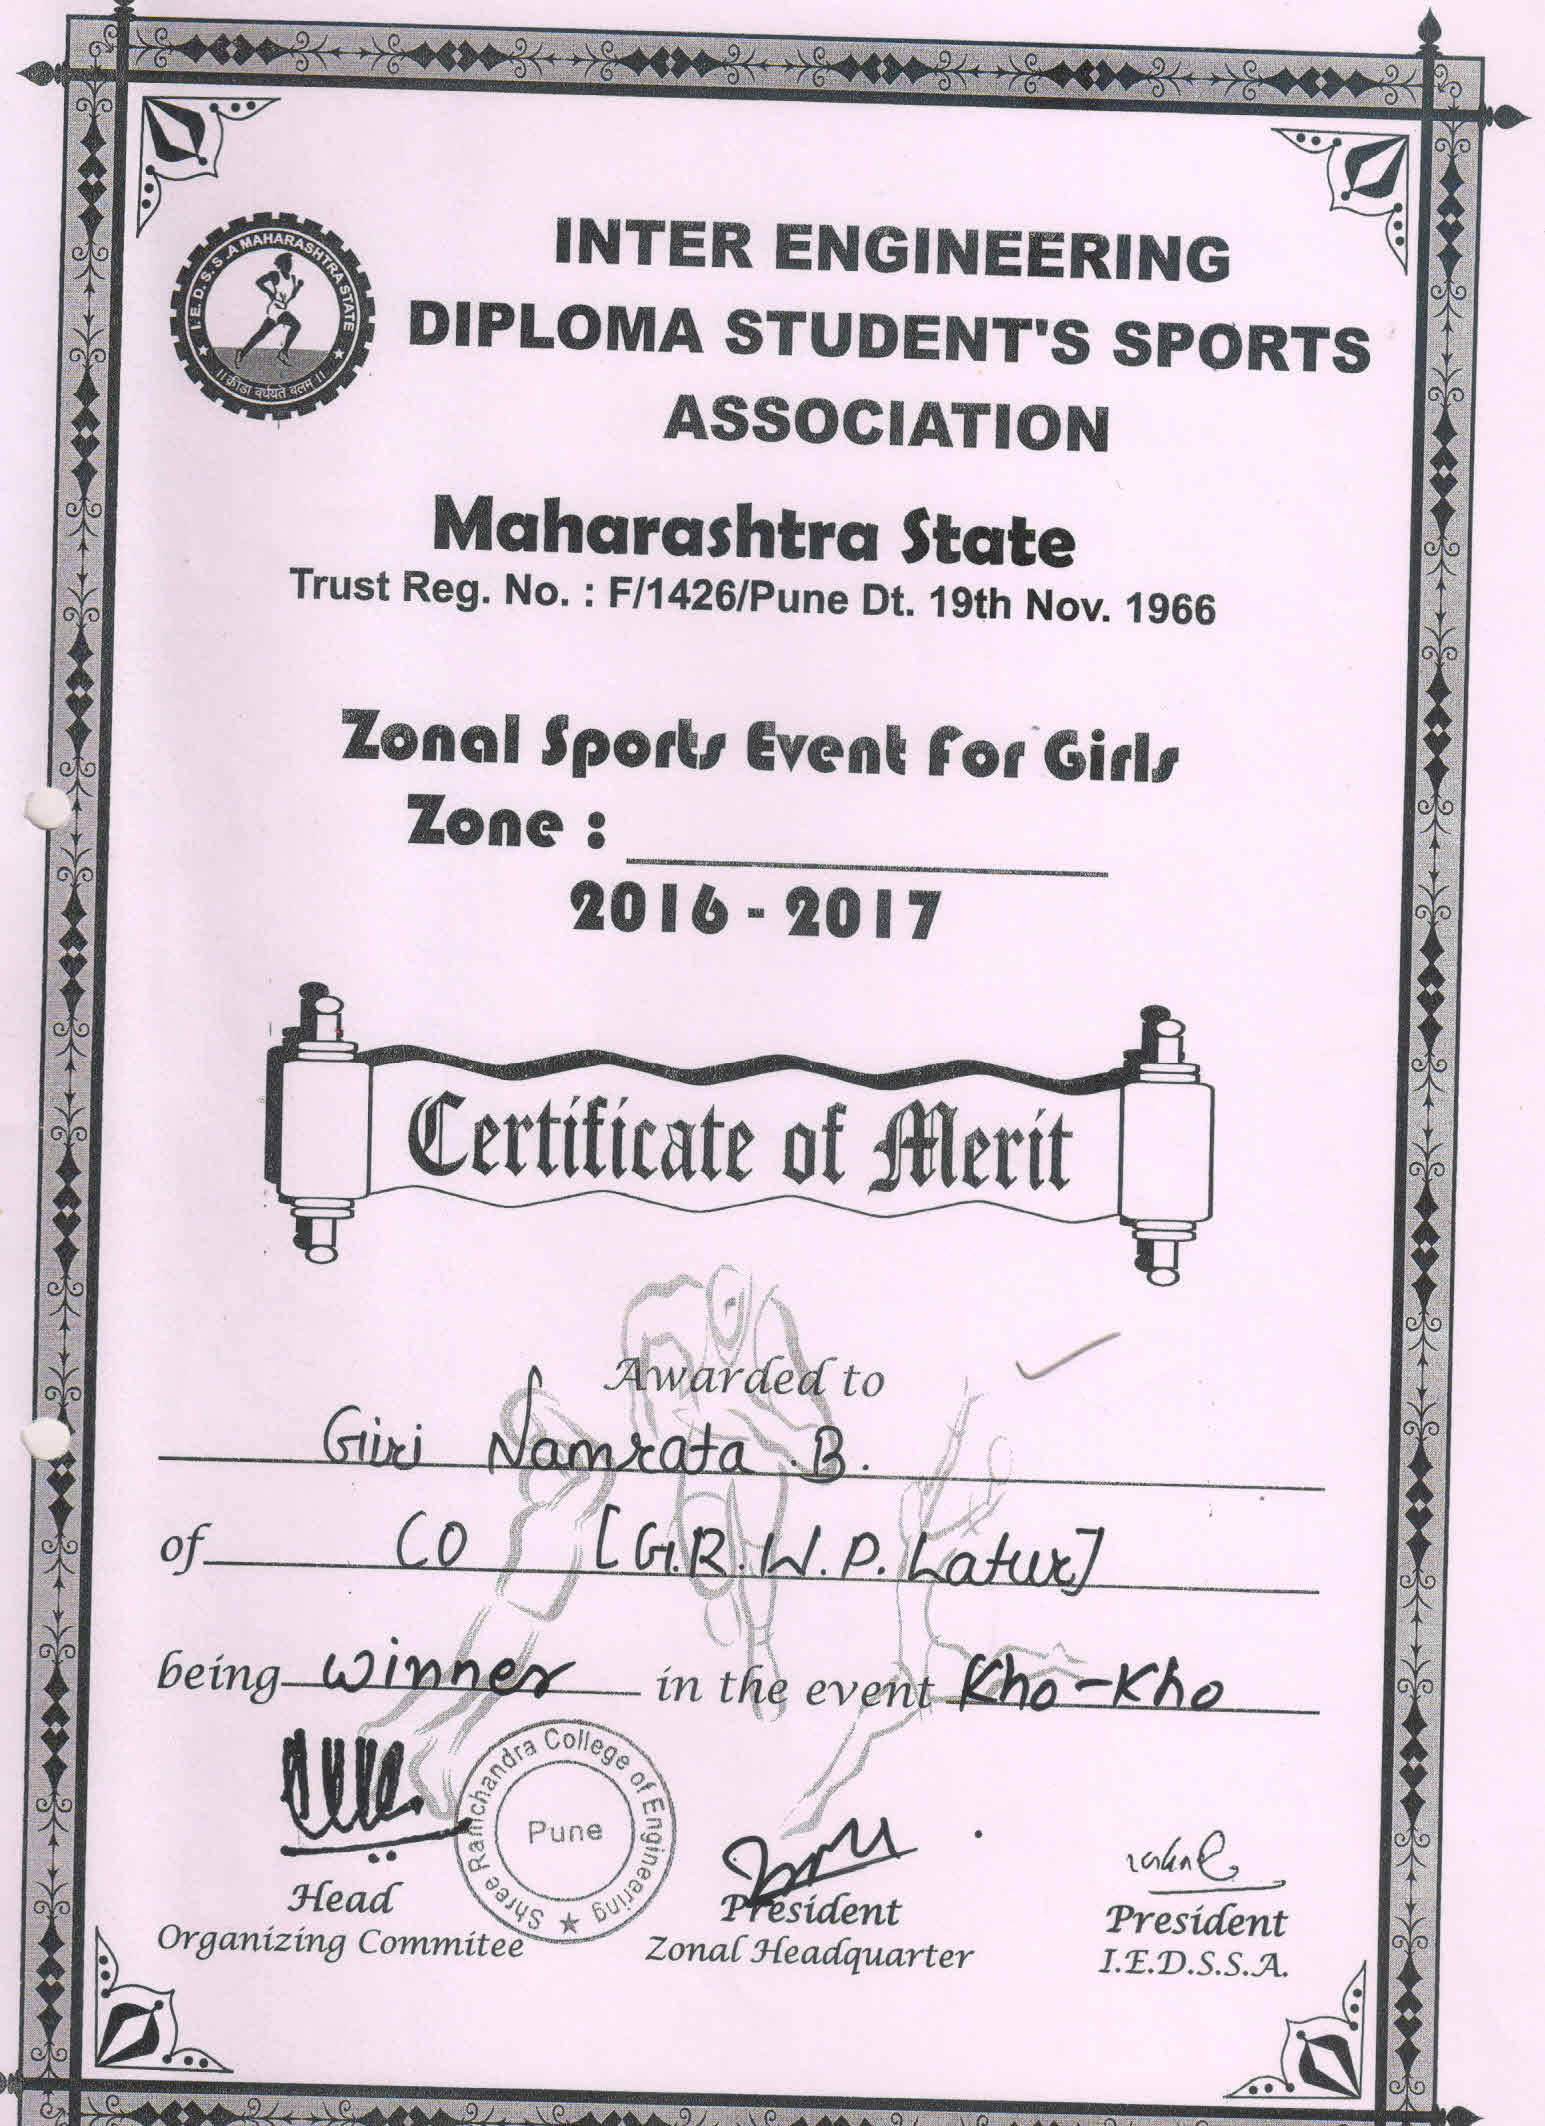 INTER ENGINEERING
DIPLOMA STUDENT'S SPORTS
ASSOCIATION
I. E. D. S. S .A MAHARASHTRA STATE
॥ क्रीडा वर्धयते बलम ॥
Maharashtra State
Trust Reg. No. : F/1426/Pune Dt. 19th Nov. 1966
Zonal Sports Event For Girls
Zone :
2016 - 2017
Certificate of Merit
Awarded to
Giri Namrata .B.
of CO [G.R.W.P. Latur]
being Winner in the event Kho-Kho
Shree Ramchandra College of Engineering
Pune
Head
Organizing Commitee
President
Zonal Headquarter
President
I.E.D.S.S.A.